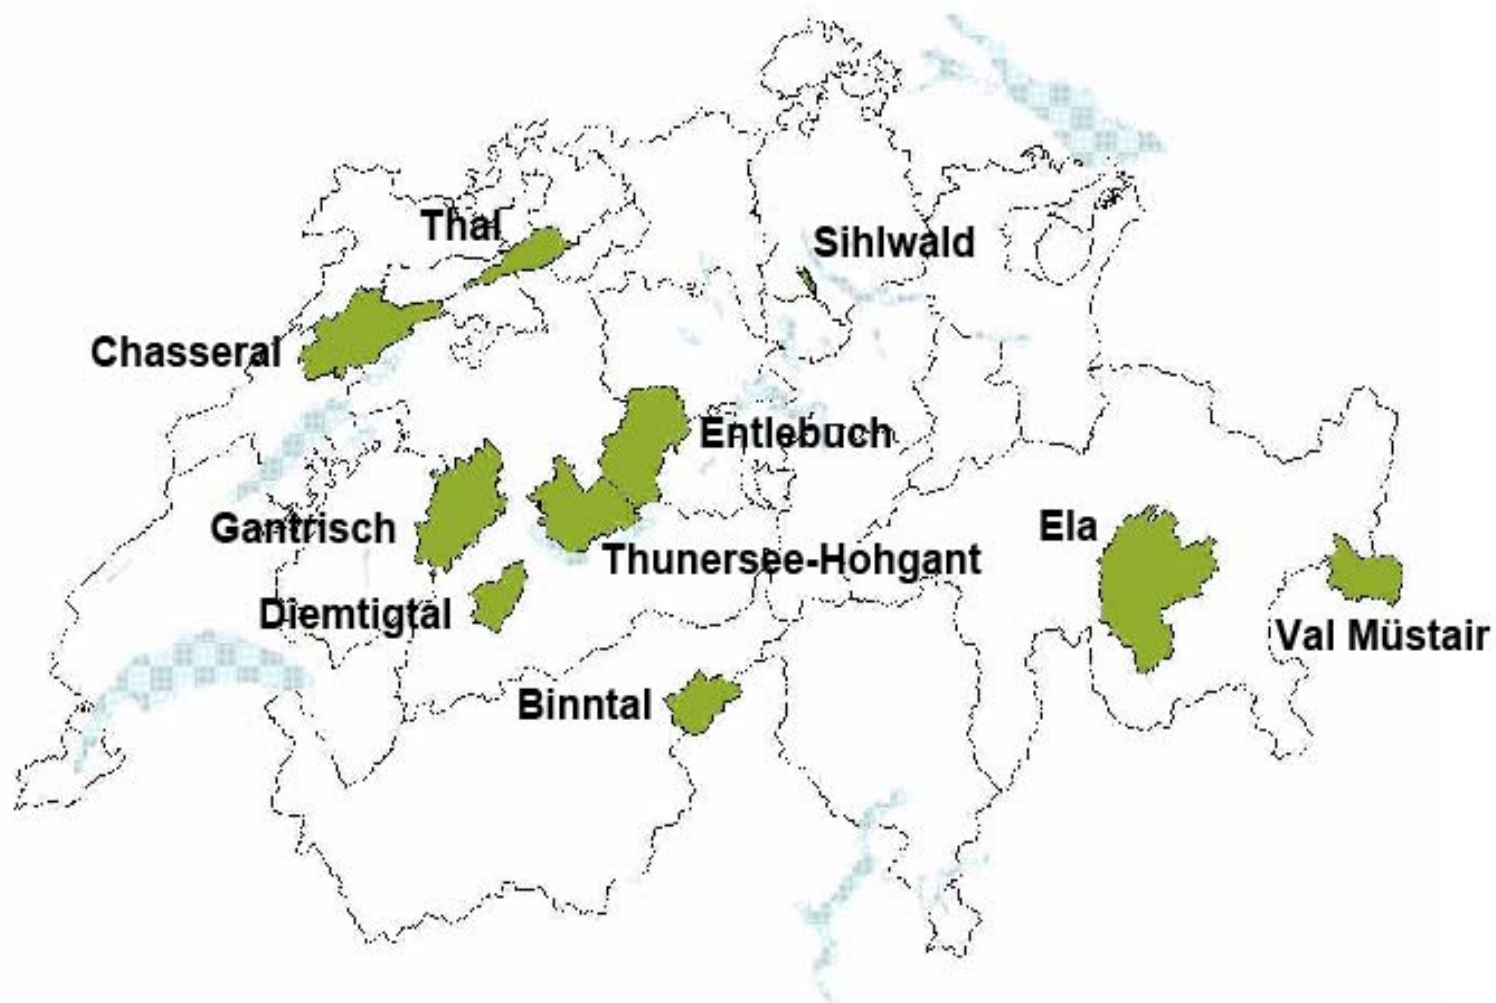 Thal
Sihlwald
Chasseral
Entlebuch
Gantrisch
Ela
Thunersee-Hohgant
Diemtigtal
Val Müstair
Binntal